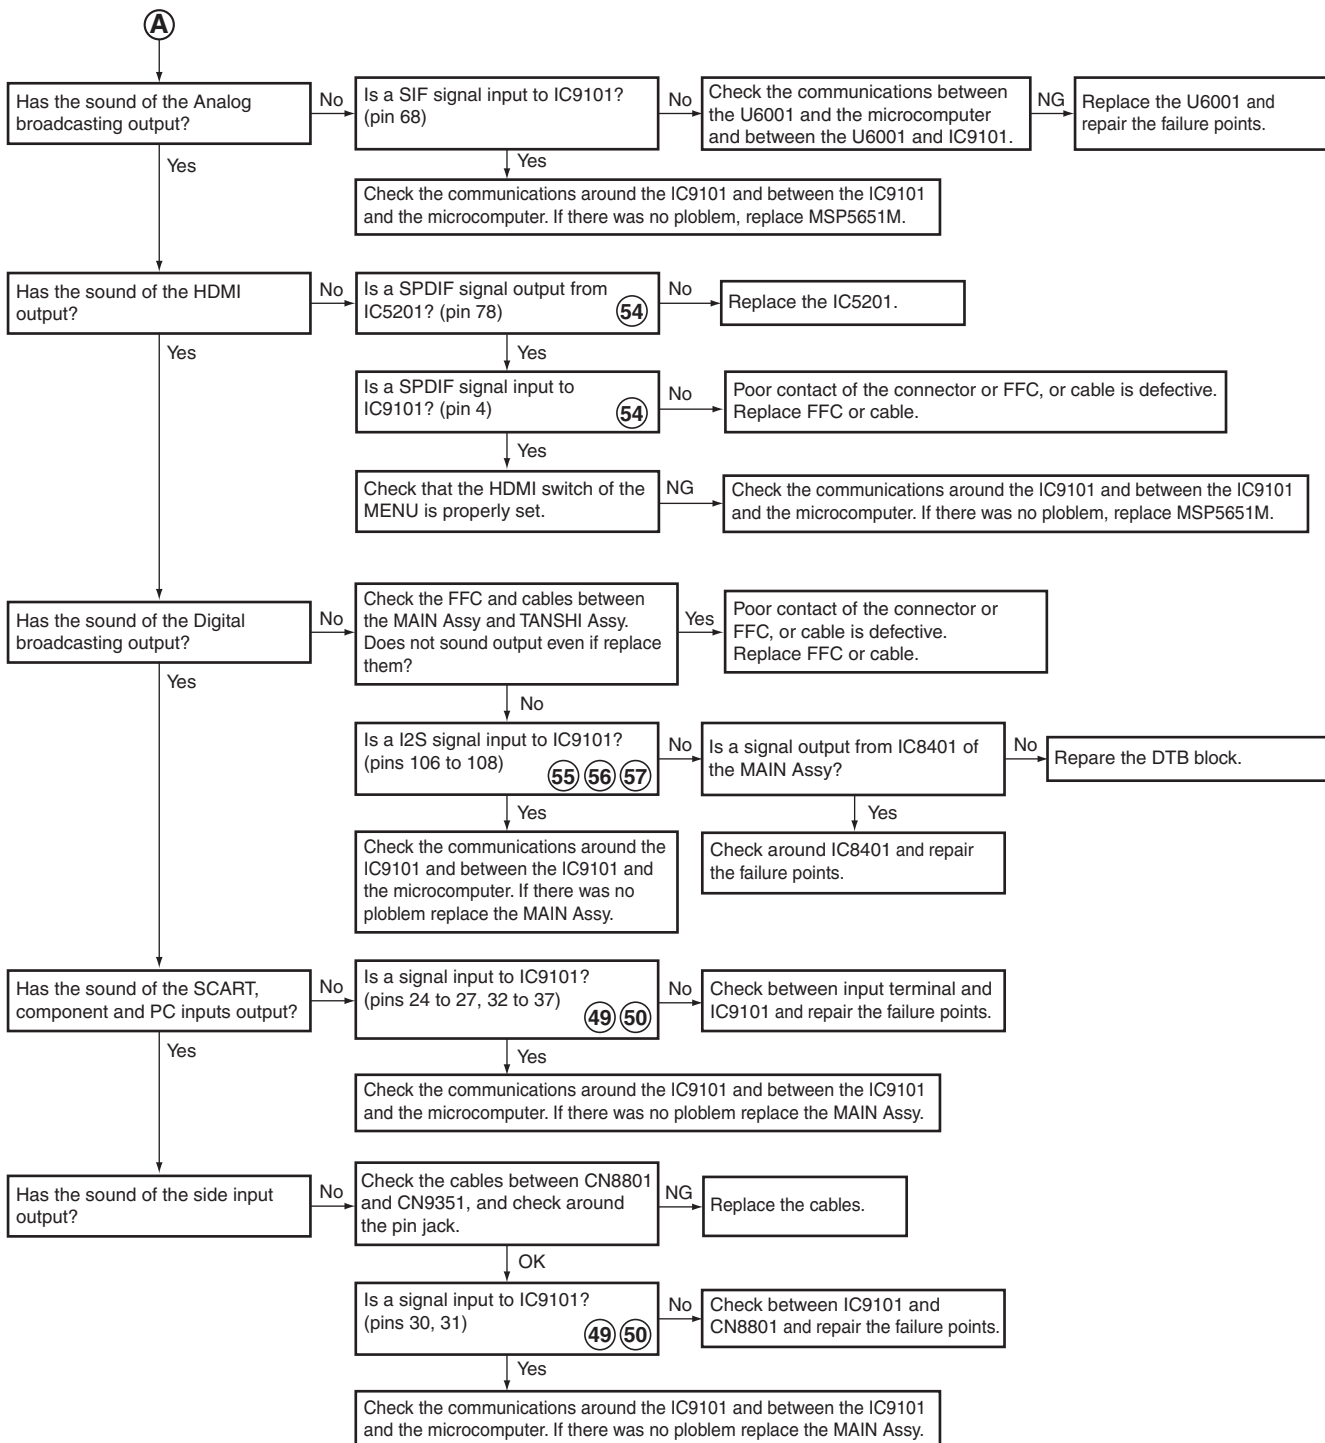 A
Has the sound of the Analog
broadcasting output?
No
Is a SIF signal input to IC9101?
(pin 68)
No
Check the communications between
the U6001 and the microcomputer
and between the U6001 and IC9101.
NG
Replace the U6001 and
repair the failure points.
Yes
Yes
Check the communications around the IC9101 and between the IC9101
and the microcomputer. If there was no ploblem, replace MSP5651M.
Has the sound of the HDMI
output?
No
Is a SPDIF signal output from
IC5201? (pin 78)
54
No
Replace the IC5201.
Yes
Yes
Is a SPDIF signal input to
IC9101? (pin 4)
54
No
Poor contact of the connector or FFC, or cable is defective.
Replace FFC or cable.
Yes
Check that the HDMI switch of the
MENU is properly set.
NG
Check the communications around the IC9101 and between the IC9101
and the microcomputer. If there was no ploblem, replace MSP5651M.
Has the sound of the Digital
broadcasting output?
No
Check the FFC and cables between
the MAIN Assy and TANSHI Assy.
Does not sound output even if replace
them?
Yes
Poor contact of the connector or
FFC, or cable is defective.
Replace FFC or cable.
Yes
No
Is a I2S signal input to IC9101?
(pins 106 to 108)
55 56 57
No
Is a signal output from IC8401 of
the MAIN Assy?
No
Repare the DTB block.
Yes
Yes
Check the communications around the
IC9101 and between the IC9101 and
the microcomputer. If there was no
ploblem replace the MAIN Assy.
Check around IC8401 and repair
the failure points.
Has the sound of the SCART,
component and PC inputs output?
No
Is a signal input to IC9101?
(pins 24 to 27, 32 to 37)
49 50
No
Check between input terminal and
IC9101 and repair the failure points.
Yes
Yes
Check the communications around the IC9101 and between the IC9101
and the microcomputer. If there was no ploblem replace the MAIN Assy.
Has the sound of the side input
output?
No
Check the cables between CN8801
and CN9351, and check around
the pin jack.
NG
Replace the cables.
OK
Is a signal input to IC9101?
(pins 30, 31)
49 50
No
Check between IC9101 and
CN8801 and repair the failure points.
Yes
Check the communications around the IC9101 and between the IC9101
and the microcomputer. If there was no ploblem replace the MAIN Assy.